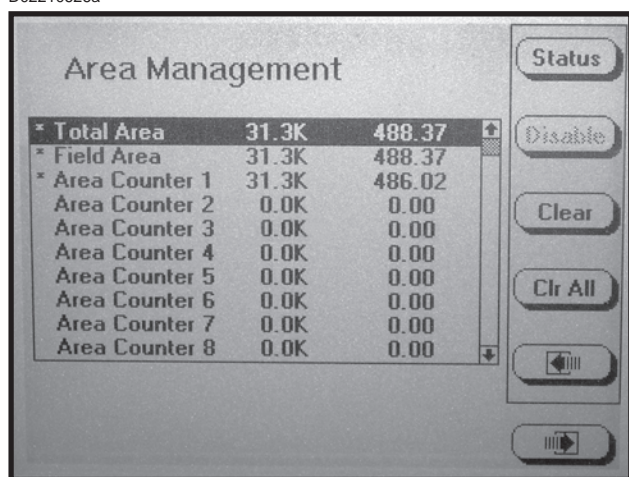 Area Management
* Total Area 31.3K 488.37
* Field Area 31.3K 488.37
* Area Counter 1 31.3K 486.02
Area Counter 2 0.0K 0.00
Area Counter 3 0.0K 0.00
Area Counter 4 0.0K 0.00
Area Counter 5 0.0K 0.00
Area Counter 6 0.0K 0.00
Area Counter 7 0.0K 0.00
Area Counter 8 0.0K 0.00
Status
Disable
Clear
Clr All